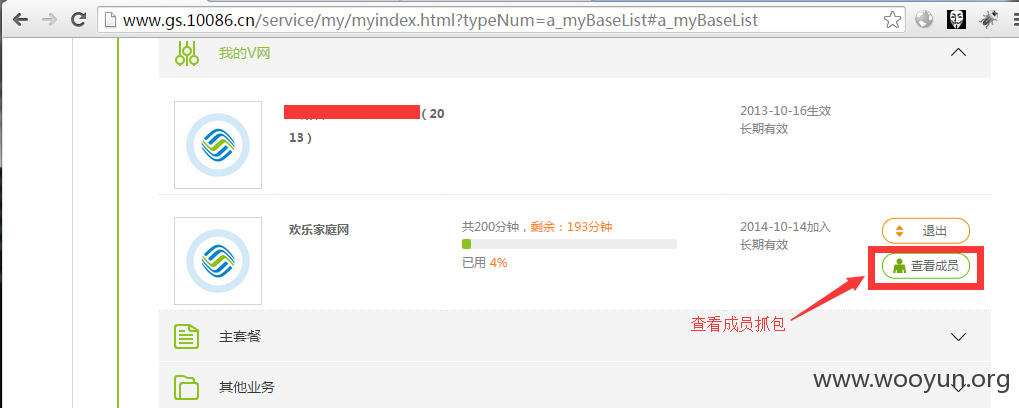 www.gs.10086.cn/service/my/myindex.html?typeNum=a_myBaseList#a_myBaseList
我的V网
（20
13）
2013-10-16生效
长期有效
欢乐家庭网
共200分钟，剩余：193分钟
已用 4%
2014-10-14加入
长期有效
退出
查看成员
查看成员抓包
主套餐
其他业务
www.wooyun.org